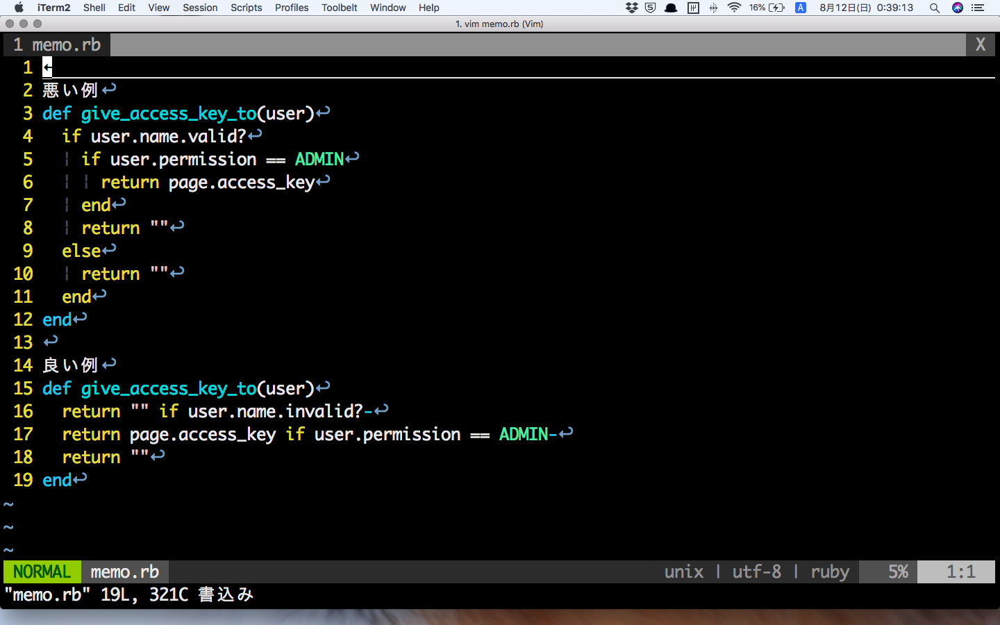 iTerm2 Shell Edit View Session Scripts Profiles Toolbelt Window Help 16% A 8月12日(日) 0:39:13
1. vim memo.rb (Vim)
1 memo.rb X
1
2 悪い例
3 def give_access_key_to(user)
4 if user.name.valid?
5 ¦ if user.permission == ADMIN
6 ¦ ¦ return page.access_key
7 ¦ end
8 ¦ return ""
9 else
10 ¦ return ""
11 end
12 end
13
14 良い例
15 def give_access_key_to(user)
16 return "" if user.name.invalid?-
17 return page.access_key if user.permission == ADMIN-
18 return ""
19 end
~
~
~
NORMAL memo.rb unix | utf-8 | ruby 5% 1:1
"memo.rb" 19L, 321C 書込み